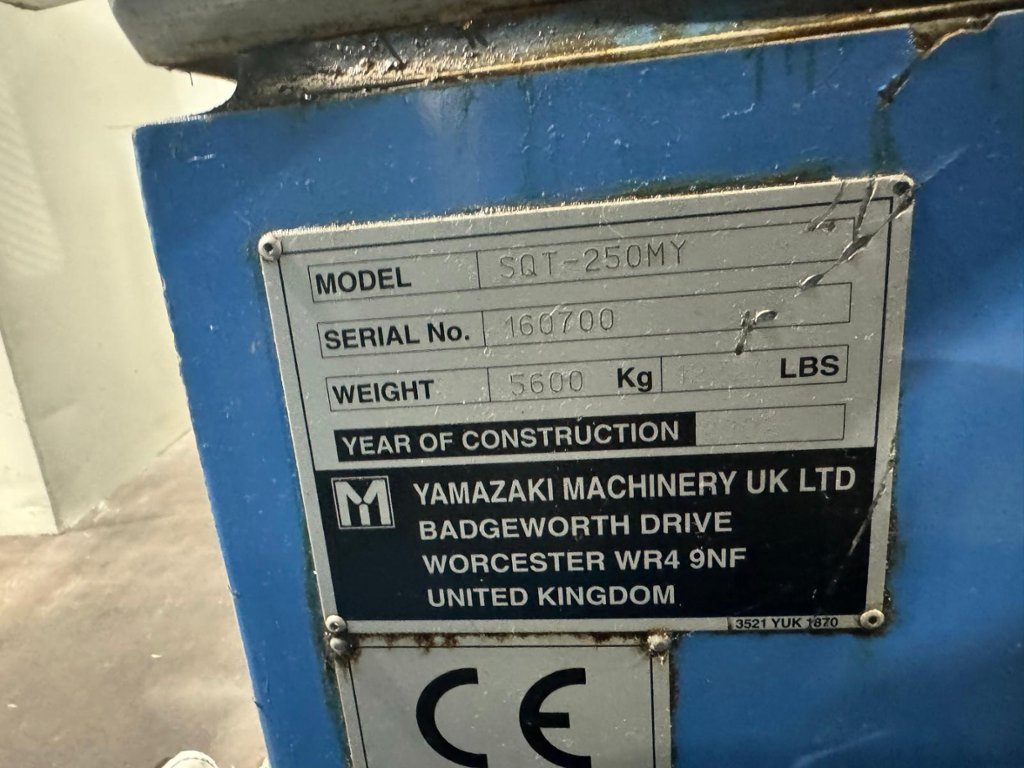 MODEL SQT-250MY
SERIAL No. 160700
WEIGHT 5600 Kg LBS
YEAR OF CONSTRUCTION
M YAMAZAKI MACHINERY UK LTD
BADGEWORTH DRIVE
WORCESTER WR4 9NF
UNITED KINGDOM
3521 YUK 1870
CE